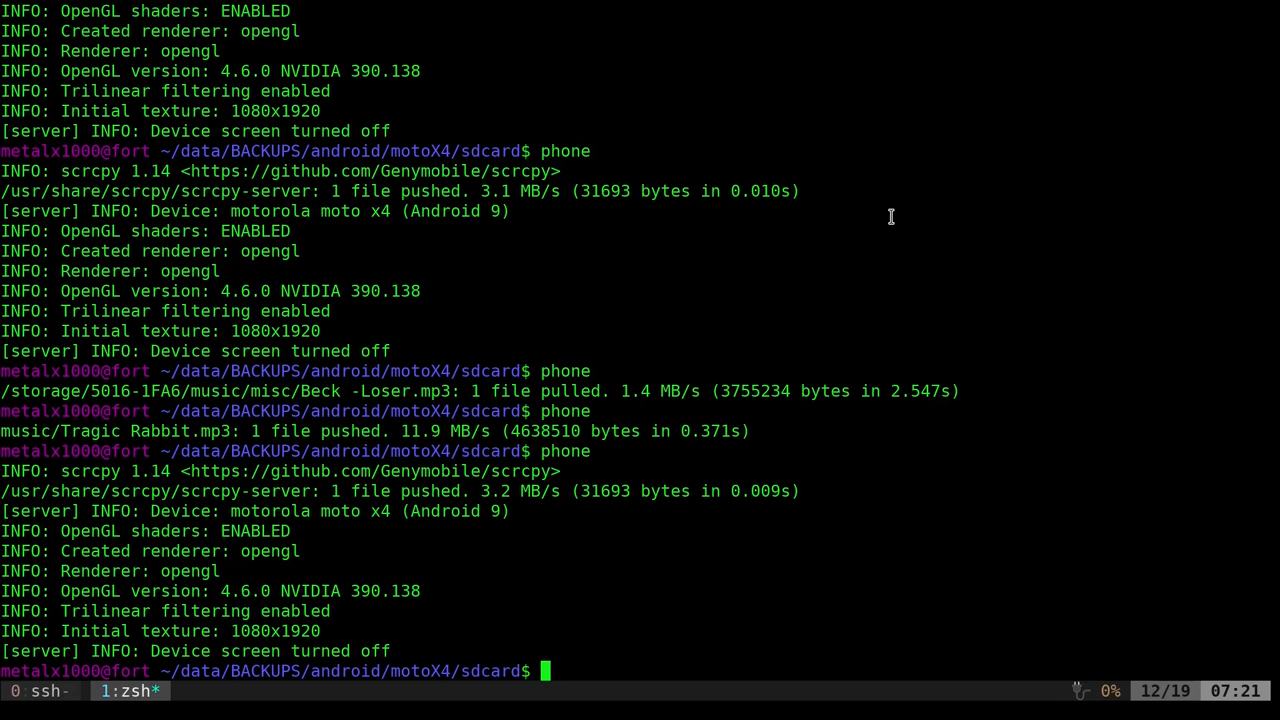 INFO: OpenGL shaders: ENABLED
INFO: Created renderer: opengl
INFO: Renderer: opengl
INFO: OpenGL version: 4.6.0 NVIDIA 390.138
INFO: Trilinear filtering enabled
INFO: Initial texture: 1080x1920
[server] INFO: Device screen turned off
metalx1000@fort ~/data/BACKUPS/android/motoX4/sdcard$ phone
INFO: scrcpy 1.14 <https://github.com/Genymobile/scrcpy>
/usr/share/scrcpy/scrcpy-server: 1 file pushed. 3.1 MB/s (31693 bytes in 0.010s)
[server] INFO: Device: motorola moto x4 (Android 9)
INFO: OpenGL shaders: ENABLED
INFO: Created renderer: opengl
INFO: Renderer: opengl
INFO: OpenGL version: 4.6.0 NVIDIA 390.138
INFO: Trilinear filtering enabled
INFO: Initial texture: 1080x1920
[server] INFO: Device screen turned off
metalx1000@fort ~/data/BACKUPS/android/motoX4/sdcard$ phone
/storage/5016-1FA6/music/misc/Beck -Loser.mp3: 1 file pulled. 1.4 MB/s (3755234 bytes in 2.547s)
metalx1000@fort ~/data/BACKUPS/android/motoX4/sdcard$ phone
music/Tragic Rabbit.mp3: 1 file pushed. 11.9 MB/s (4638510 bytes in 0.371s)
metalx1000@fort ~/data/BACKUPS/android/motoX4/sdcard$ phone
INFO: scrcpy 1.14 <https://github.com/Genymobile/scrcpy>
/usr/share/scrcpy/scrcpy-server: 1 file pushed. 3.2 MB/s (31693 bytes in 0.009s)
[server] INFO: Device: motorola moto x4 (Android 9)
INFO: OpenGL shaders: ENABLED
INFO: Created renderer: opengl
INFO: Renderer: opengl
INFO: OpenGL version: 4.6.0 NVIDIA 390.138
INFO: Trilinear filtering enabled
INFO: Initial texture: 1080x1920
[server] INFO: Device screen turned off
metalx1000@fort ~/data/BACKUPS/android/motoX4/sdcard$
0 ssh- 1:zsh* 0% 12/19 07:21